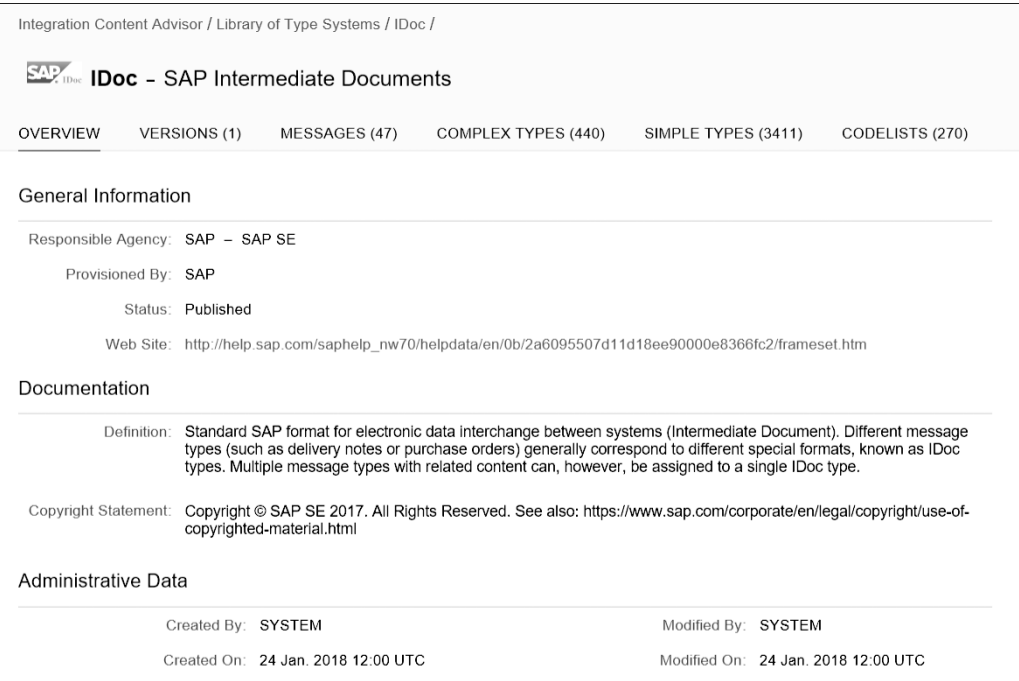 Integration Content Advisor / Library of Type Systems / IDoc /
SAP IDoc IDoc – SAP Intermediate Documents
OVERVIEW VERSIONS (1) MESSAGES (47) COMPLEX TYPES (440) SIMPLE TYPES (3411) CODELISTS (270)
General Information
Responsible Agency: SAP – SAP SE
Provisioned By: SAP
Status: Published
Web Site: http://help.sap.com/saphelp_nw70/helpdata/en/0b/2a6095507d11d18ee90000e8366fc2/frameset.htm
Documentation
Definition: Standard SAP format for electronic data interchange between systems (Intermediate Document). Different message
types (such as delivery notes or purchase orders) generally correspond to different special formats, known as IDoc
types. Multiple message types with related content can, however, be assigned to a single IDoc type.
Copyright Statement: Copyright © SAP SE 2017. All Rights Reserved. See also: https://www.sap.com/corporate/en/legal/copyright/use-of-
copyrighted-material.html
Administrative Data
Created By: SYSTEM Modified By: SYSTEM
Created On: 24 Jan. 2018 12:00 UTC Modified On: 24 Jan. 2018 12:00 UTC